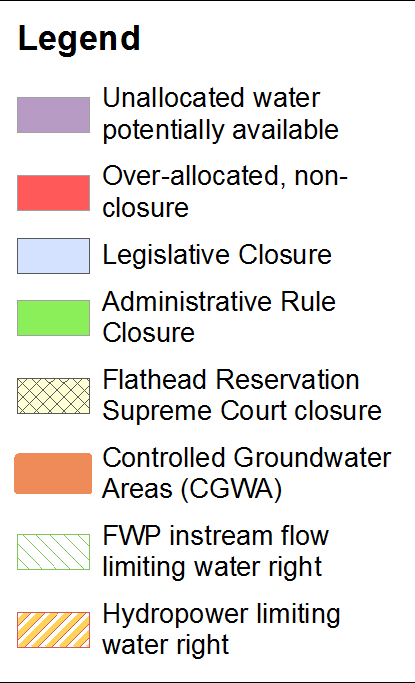 Legend
Unallocated water
potentially available
Over-allocated, non-
closure
Legislative Closure
Administrative Rule
Closure
Flathead Reservation
Supreme Court closure
Controlled Groundwater
Areas (CGWA)
FWP instream flow
limiting water right
Hydropower limiting
water right